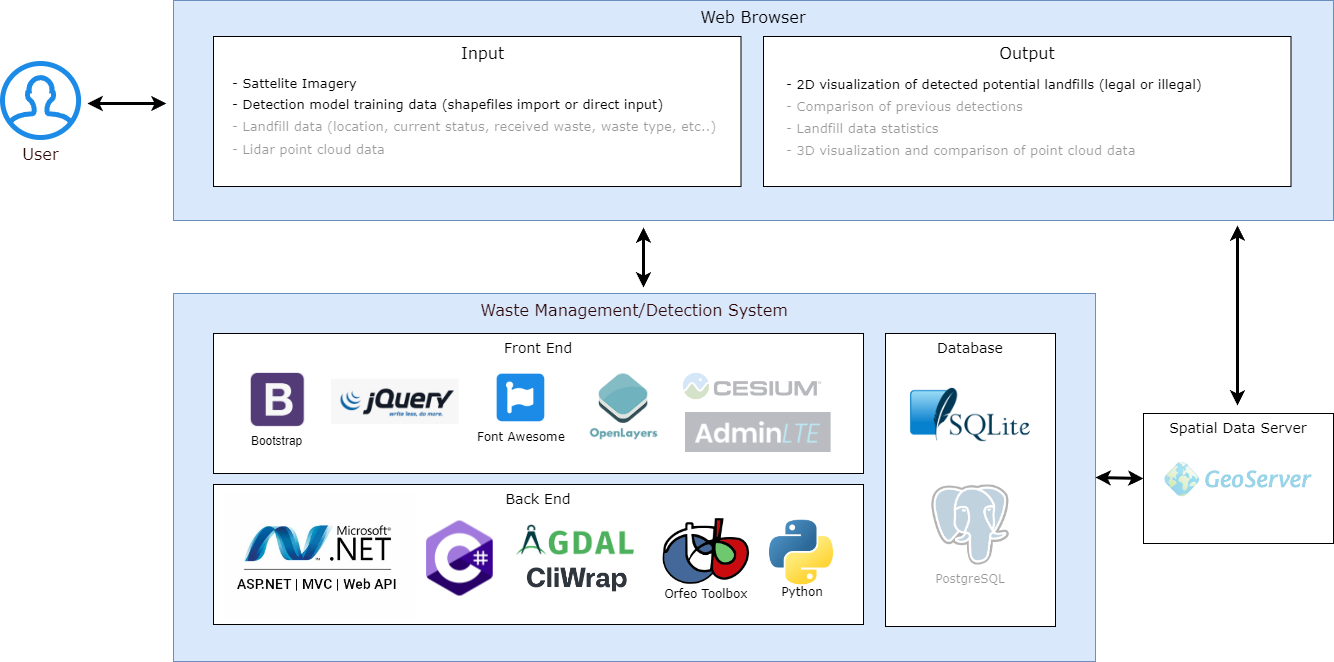 Web Browser
Input
- Sattelite Imagery
- Detection model training data (shapefiles import or direct input)
- Landfill data (location, current status, received waste, waste type, etc..)
- Lidar point cloud data
Output
- 2D visualization of detected potential landfills (legal or illegal)
- Comparison of previous detections
- Landfill data statistics
- 3D visualization and comparison of point cloud data
User
Waste Management/Detection System
Front End
B
Bootstrap
jQuery
write less, do more.
Font Awesome
OpenLayers
CESIUM
AdminLTE
Database
SQLite
PostgreSQL
Spatial Data Server
GeoServer
Back End
Microsoft®
.NET
ASP.NET | MVC | Web API
C#
GDAL
CliWrap
Orfeo Toolbox
Python